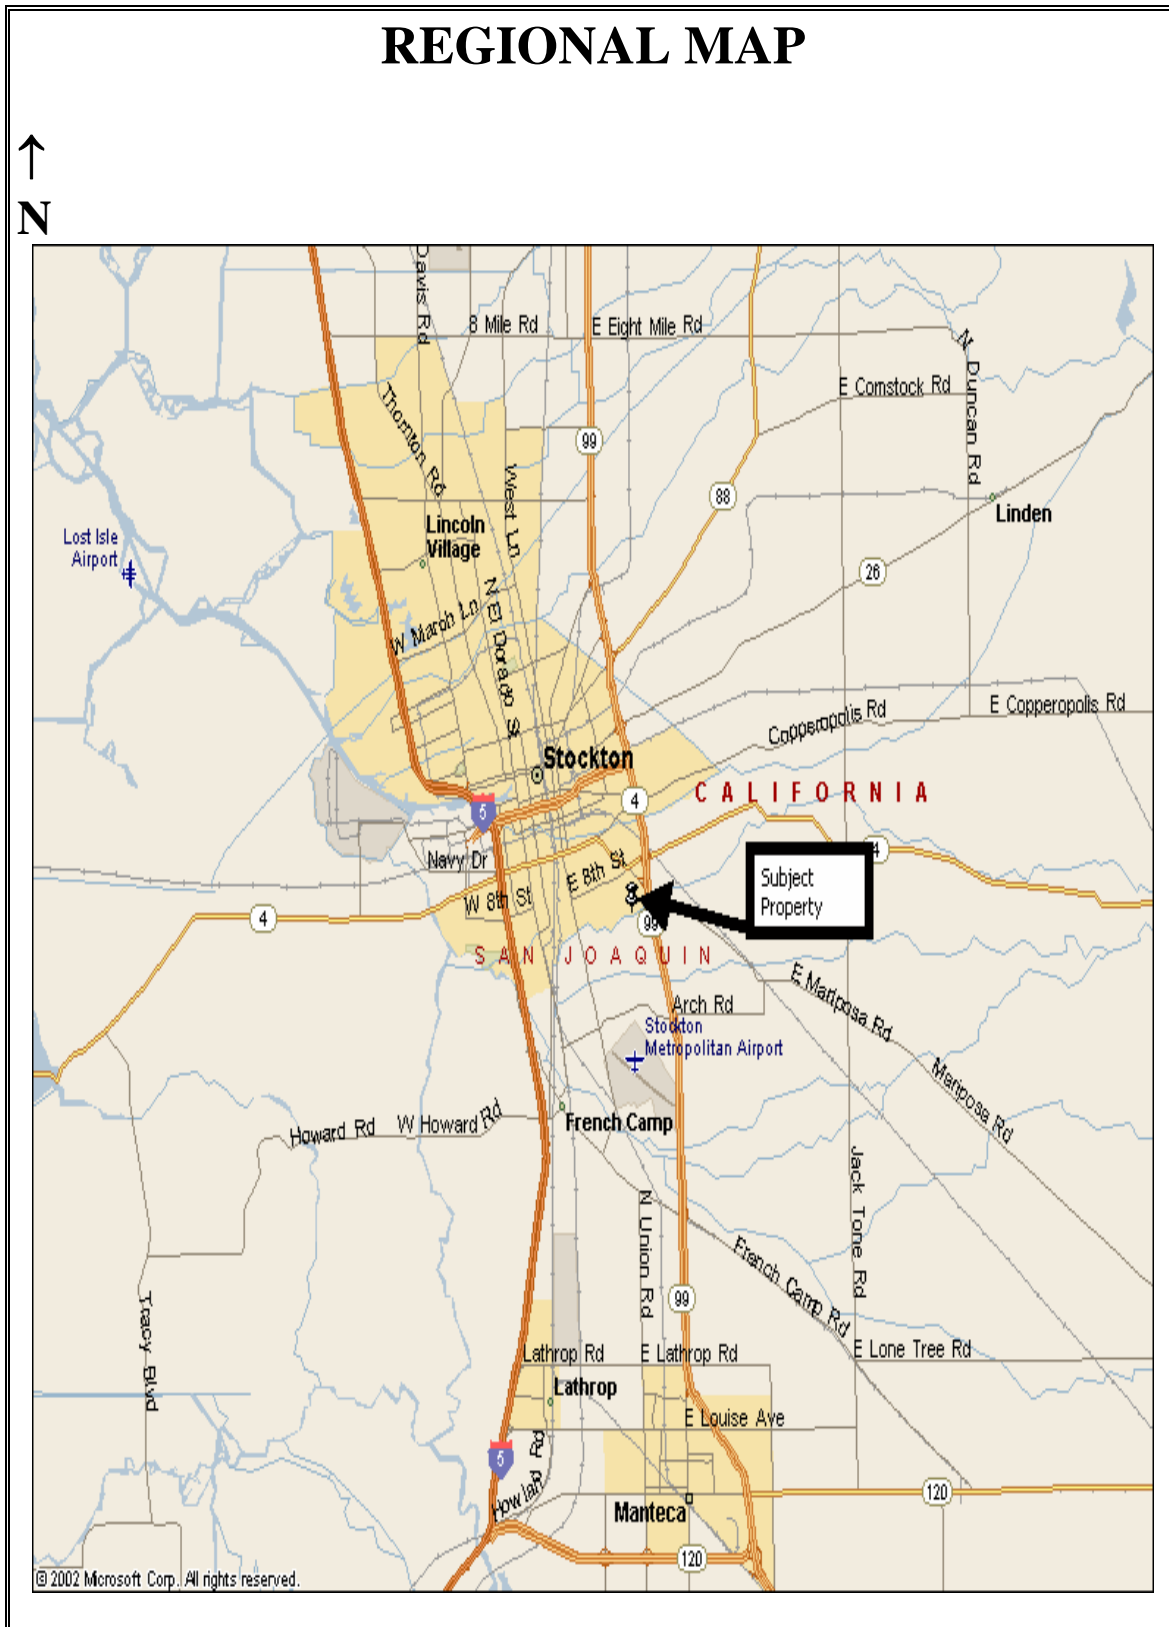 REGIONAL MAP
↑
N
Davis Rd
8 Mile Rd
E Eight Mile Rd
N Duncan Rd
E Comstock Rd
Thornton Rd
99
West Ln
88
Linden
Lincoln
Village
Lost Isle
Airport
26
N El Dorado St
W March Ln
E Copperopolis Rd
Copperopolis Rd
Stockton
CALIFORNIA
4
5
Navy Dr
E 8th St
4
Subject
Property
W 8th St
4
99
SAN JOAQUIN
E Mariposa Rd
Arch Rd
Stockton
Metropolitan Airport
Mariposa Rd
French Camp
Howard Rd
W Howard Rd
Jack Tone Rd
N Union Rd
French Camp Rd
99
Tracy Blvd
Lathrop Rd
E Lathrop Rd
E Lone Tree Rd
Lathrop
E Louise Ave
5
Howland Rd
120
Manteca
120
© 2002 Microsoft Corp. All rights reserved.